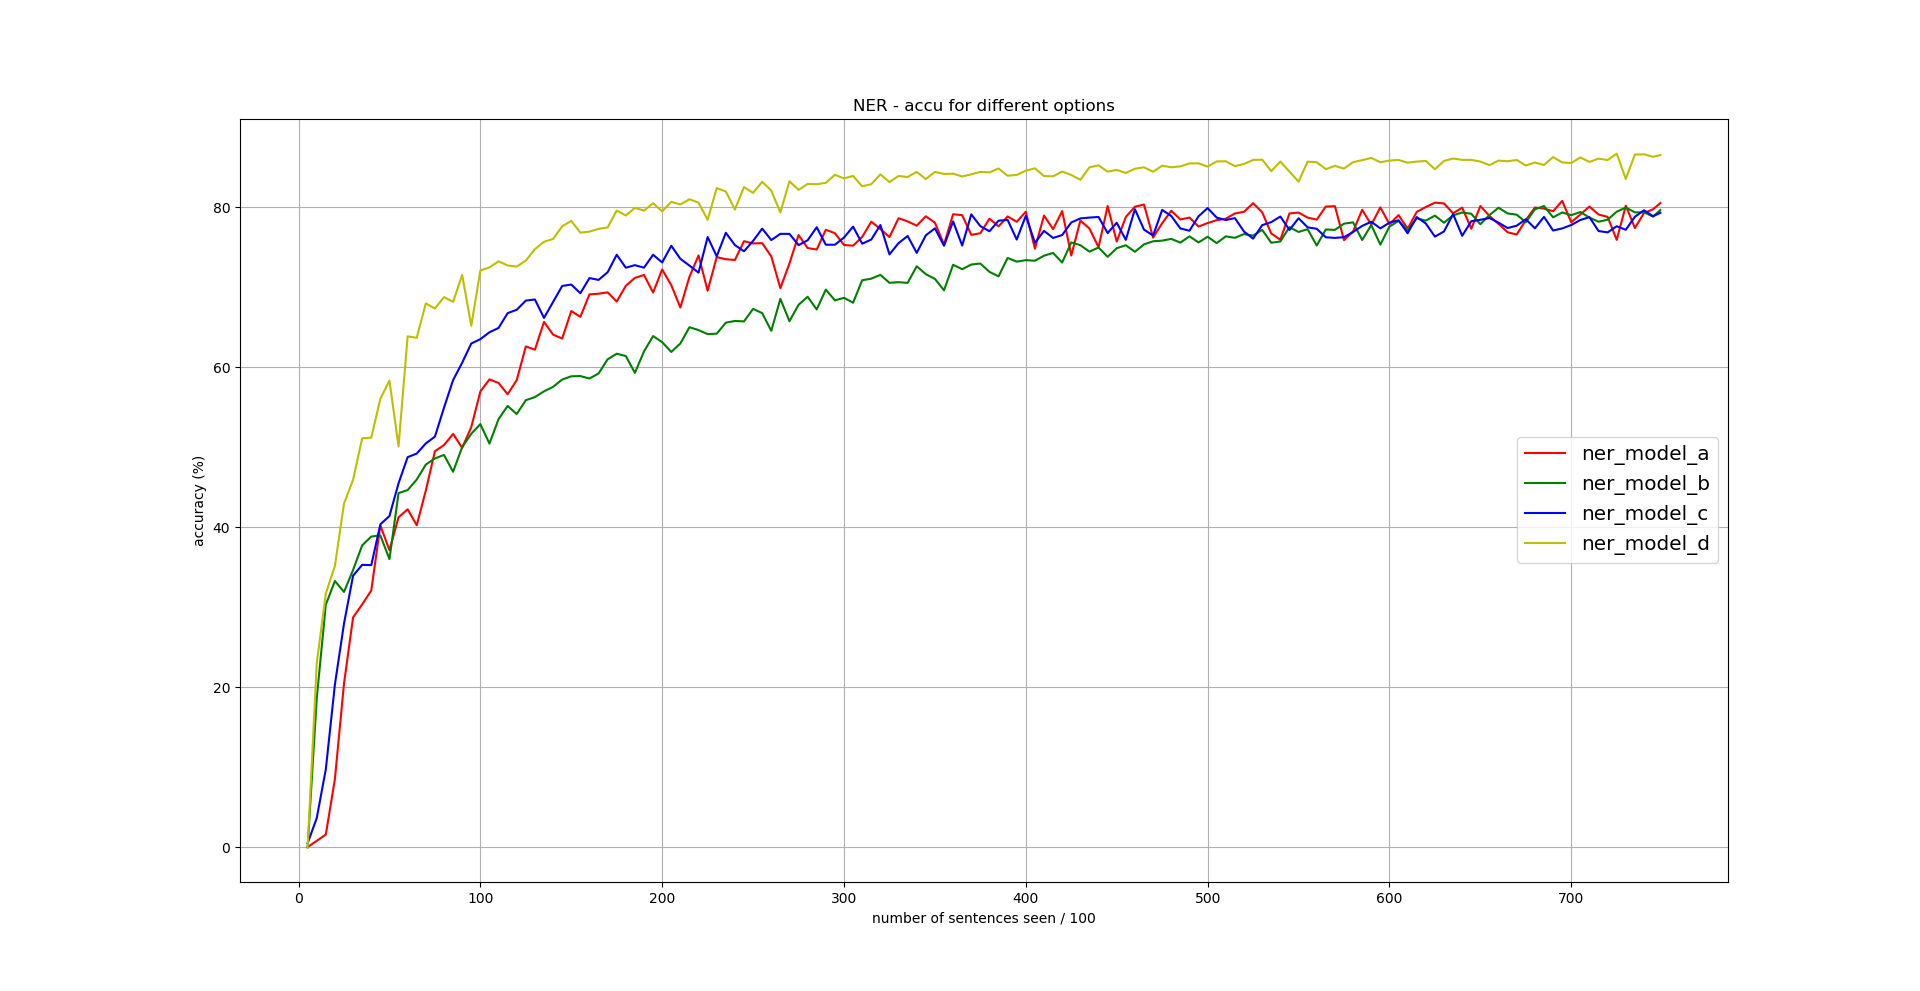 NER - accu for different options
accuracy (%)
80
60
40
20
0
0 100 200 300 400 500 600 700
number of sentences seen / 100
ner_model_a
ner_model_b
ner_model_c
ner_model_d